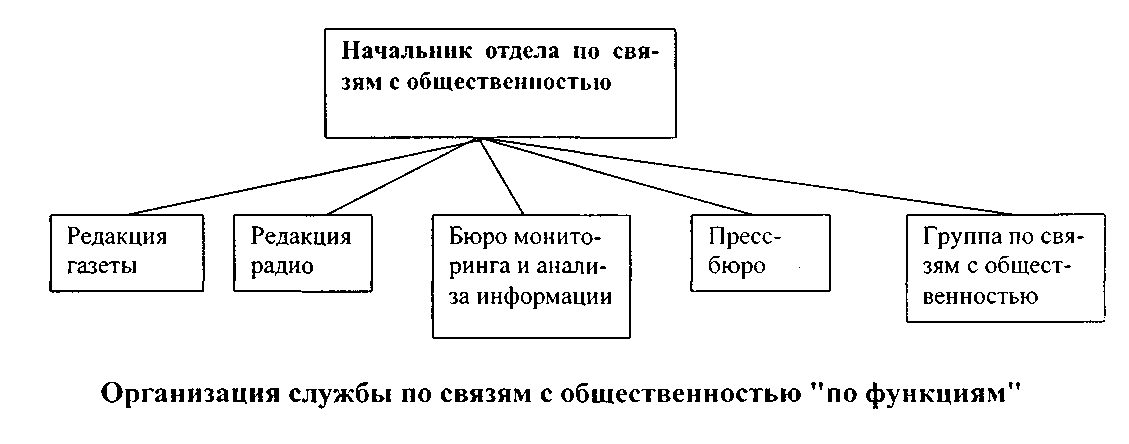 Начальник отдела по свя-
зям с общественностью
Редакция
газеты
Редакция
радио
Бюро монито-
ринга и анали-
за информации
Пресс-
бюро
Группа по свя-
зям с общест-
венностью
Организация службы по связям с общественностью "по функциям"